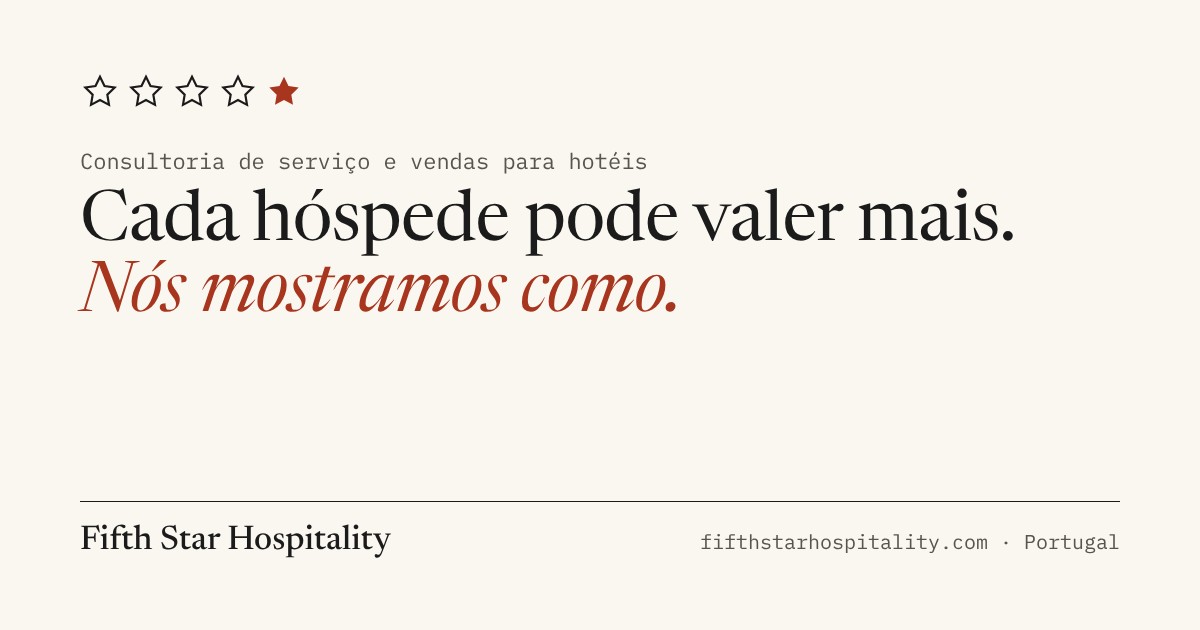 Consultoria de serviço e vendas para hotéis
Cada hóspede pode valer mais.
Nós mostramos como.
Fifth Star Hospitality
fifthstarhospitality.com · Portugal